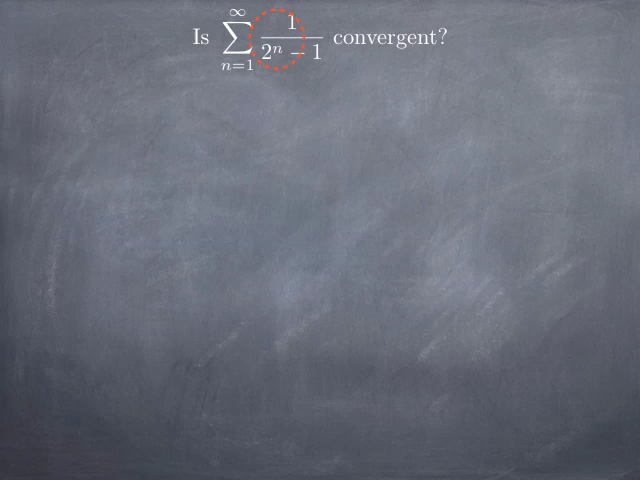 Is $\sum_{n=1}^{\infty} \frac{1}{2^n - 1}$ convergent?